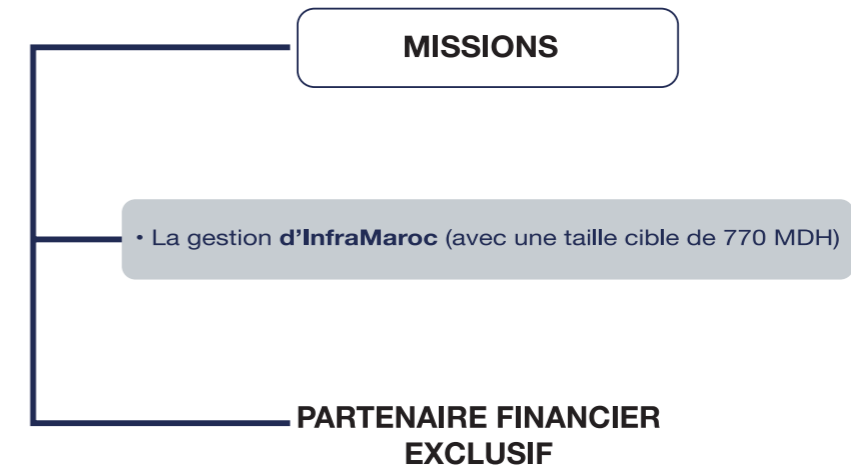 MISSIONS
• La gestion d’InfraMaroc (avec une taille cible de 770 MDH)
PARTENAIRE FINANCIER
EXCLUSIF